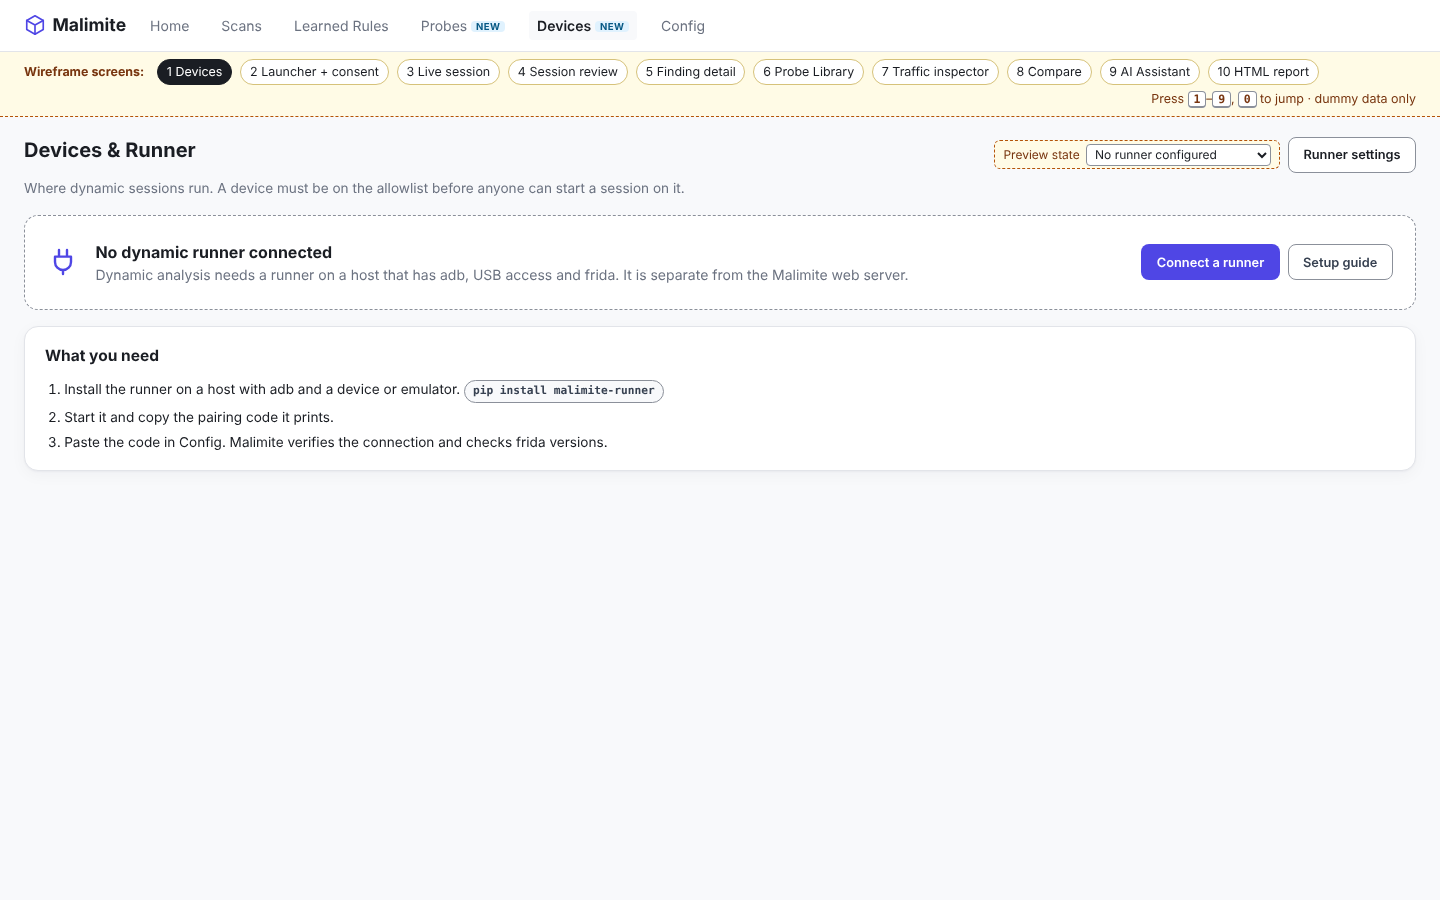 Malimite Home Scans Learned Rules Probes NEW Devices NEW Config
Wireframe screens: 1 Devices 2 Launcher + consent 3 Live session 4 Session review 5 Finding detail 6 Probe Library 7 Traffic inspector 8 Compare 9 AI Assistant 10 HTML report
Press 1–9, 0 to jump · dummy data only
Devices & Runner
Preview state No runner configured Runner settings
Where dynamic sessions run. A device must be on the allowlist before anyone can start a session on it.
No dynamic runner connected
Dynamic analysis needs a runner on a host that has adb, USB access and frida. It is separate from the Malimite web server.
Connect a runner Setup guide
What you need
1. Install the runner on a host with adb and a device or emulator. pip install malimite-runner
2. Start it and copy the pairing code it prints.
3. Paste the code in Config. Malimite verifies the connection and checks frida versions.